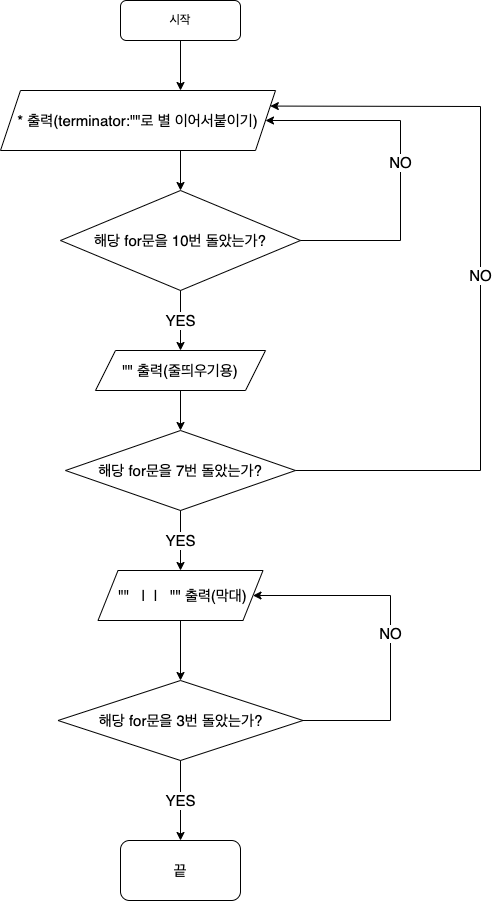 시작
* 출력(terminator:""로 별 이어서붙이기)
NO
해당 for문을 10번 돌았는가?
NO
YES
"" 출력(줄띄우기용)
해당 for문을 7번 돌았는가?
YES
"" ㅣㅣ "" 출력(막대)
NO
해당 for문을 3번 돌았는가?
YES
끝